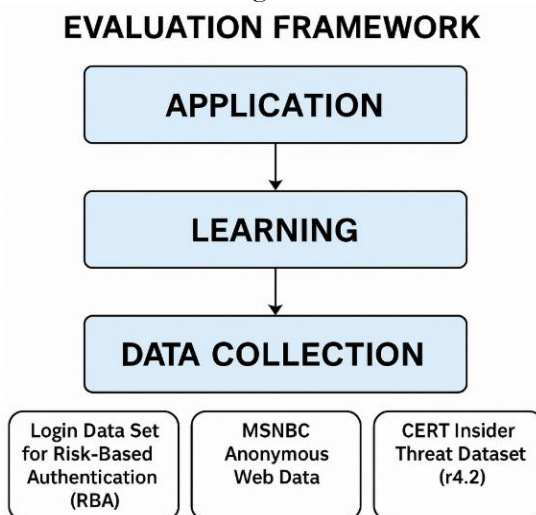 EVALUATION FRAMEWORK
APPLICATION
LEARNING
DATA COLLECTION
Login Data Set
for Risk-Based
Authentication
(RBA)
MSNBC
Anonymous
Web Data
CERT Insider
Threat Dataset
(r4.2)